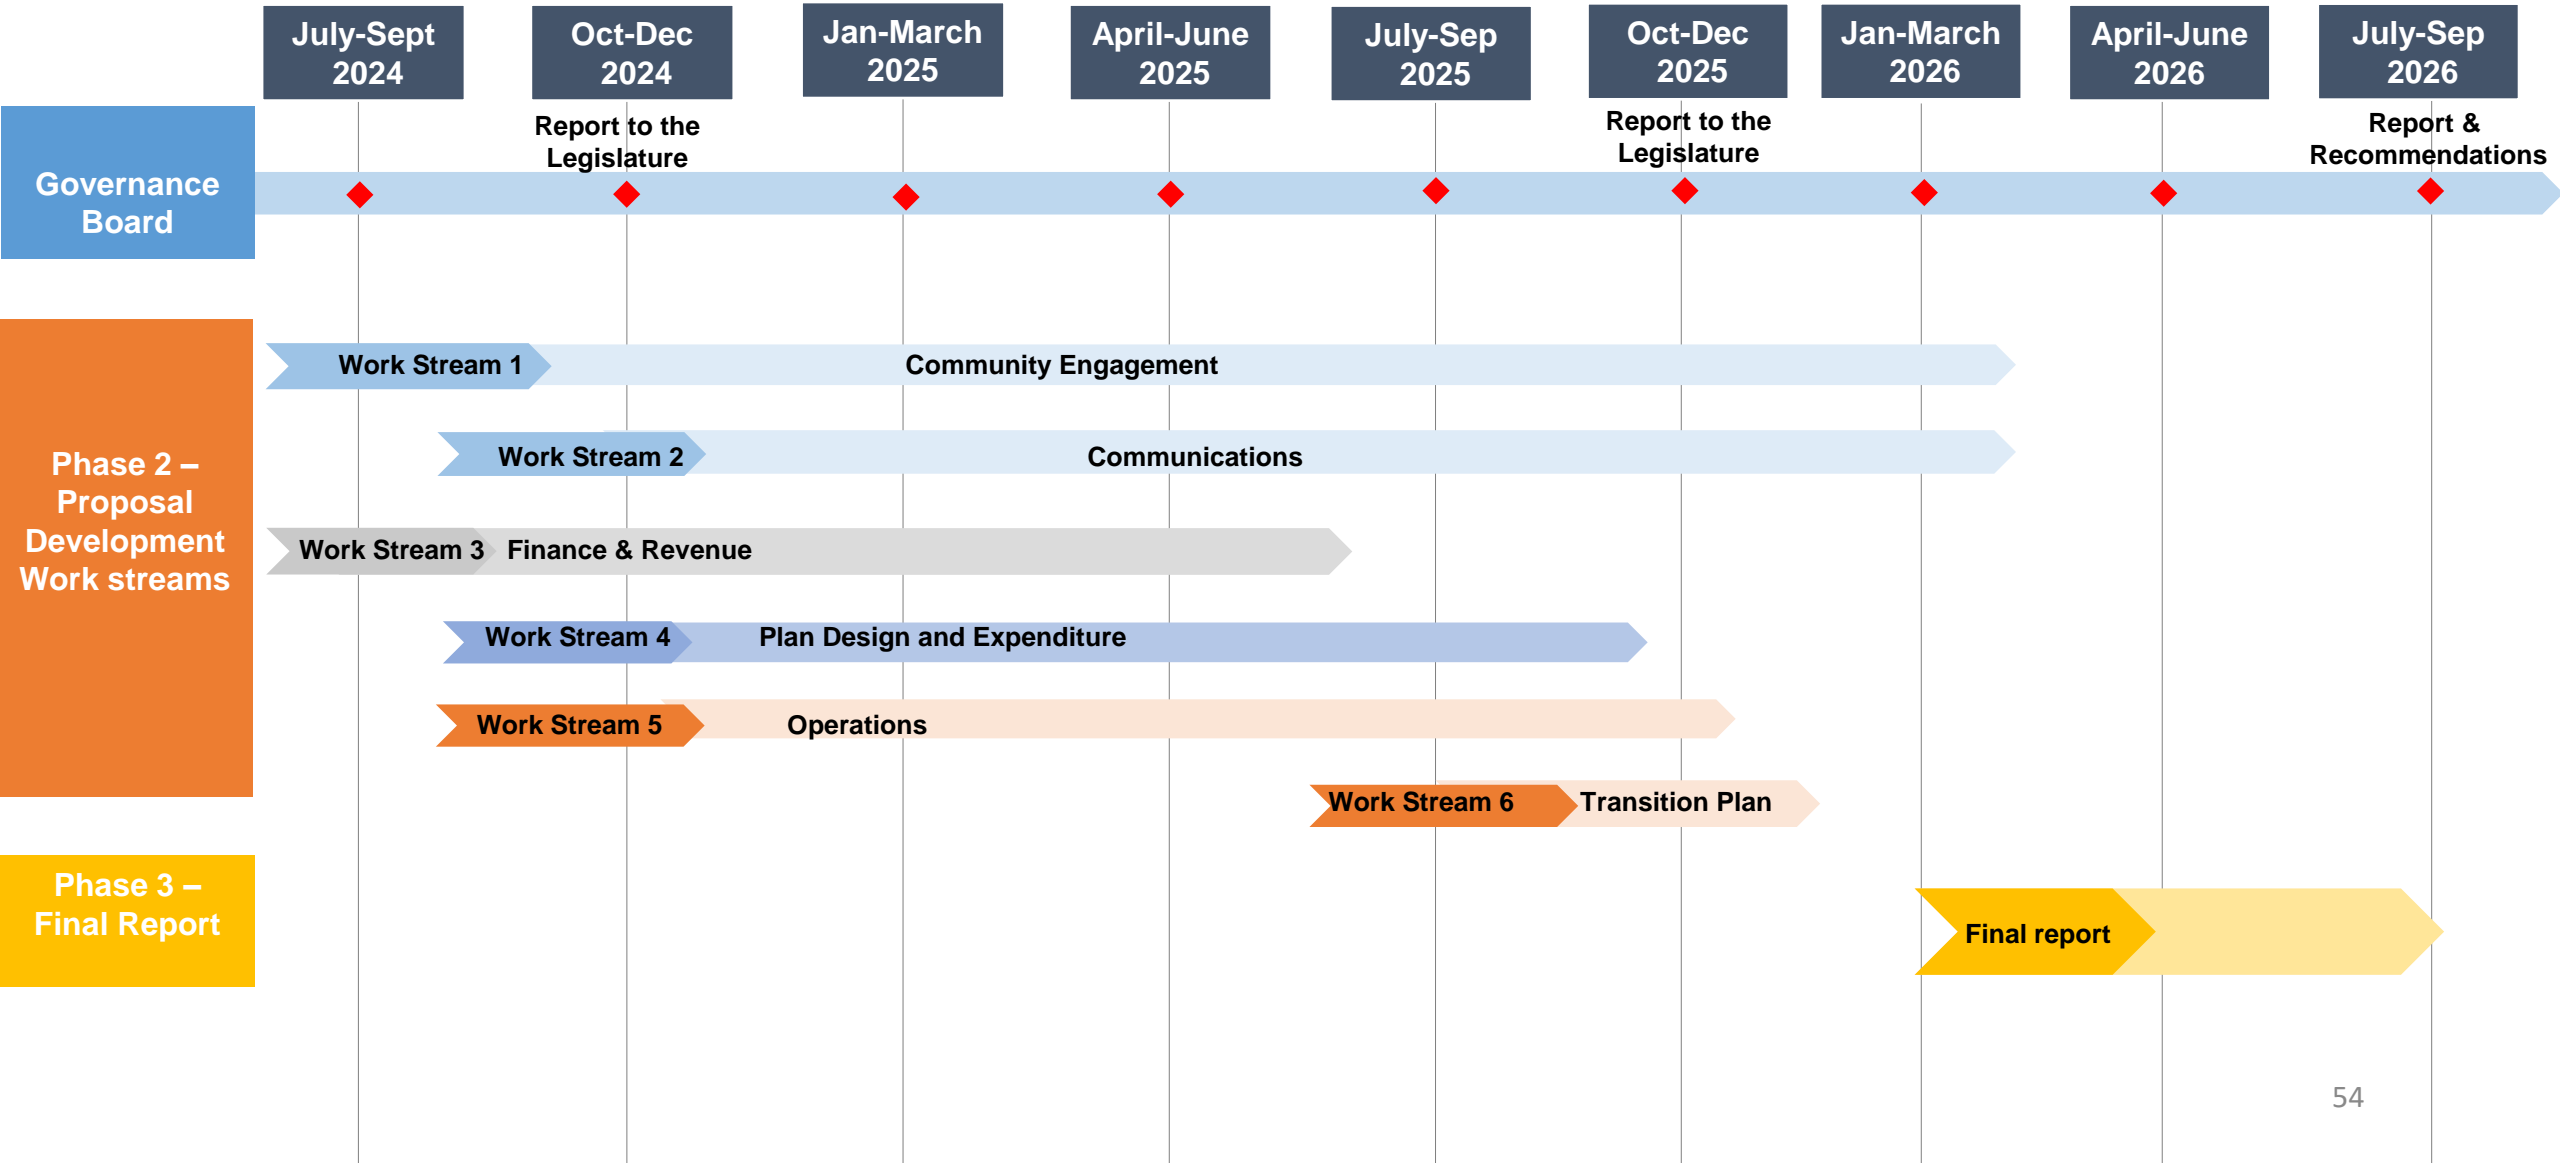 July-Sept
2024
Oct-Dec
2024
Jan-March
2025
April-June
2025
July-Sep
2025
Oct-Dec
2025
Jan-March
2026
April-June
2026
July-Sep
2026
Report to the
Legislature
Report to the
Legislature
Report &
Recommendations
Governance
Board
Phase 2 –
Proposal
Development
Work streams
Work Stream 1
Community Engagement
Work Stream 2
Communications
Work Stream 3
Finance & Revenue
Work Stream 4
Plan Design and Expenditure
Work Stream 5
Operations
Work Stream 6
Transition Plan
Phase 3 –
Final Report
Final report
54